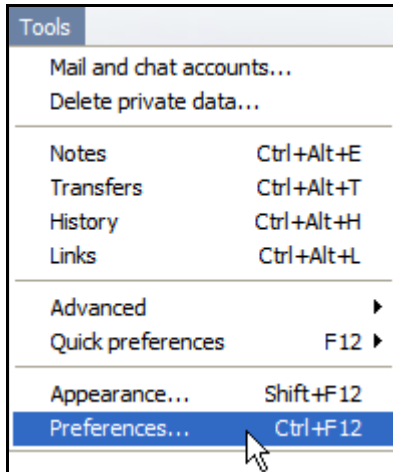 Tools
Mail and chat accounts...
Delete private data...
Notes Ctrl+Alt+E
Transfers Ctrl+Alt+T
History Ctrl+Alt+H
Links Ctrl+Alt+L
Advanced
Quick preferences F12
Appearance... Shift+F12
Preferences... Ctrl+F12